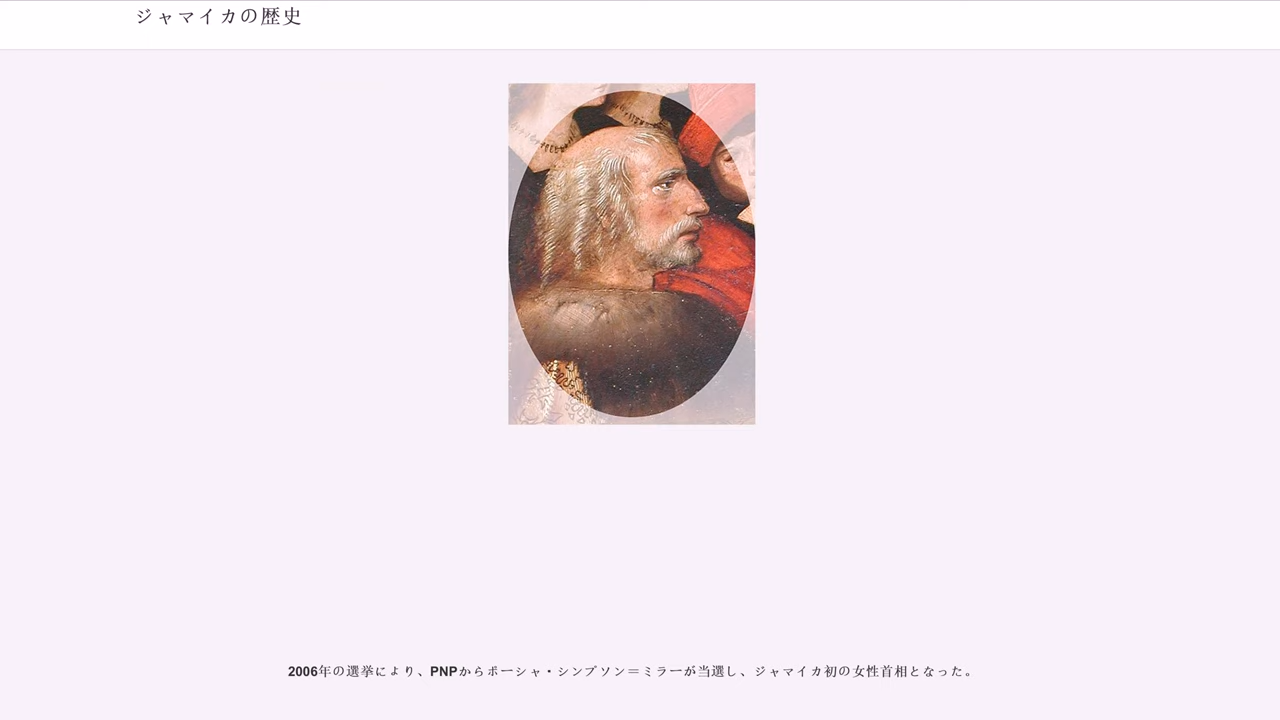 ジャマイカの歴史
2006年の選挙により、PNPからポーシャ・シンプソン＝ミラーが当選し、ジャマイカ初の女性首相となった。